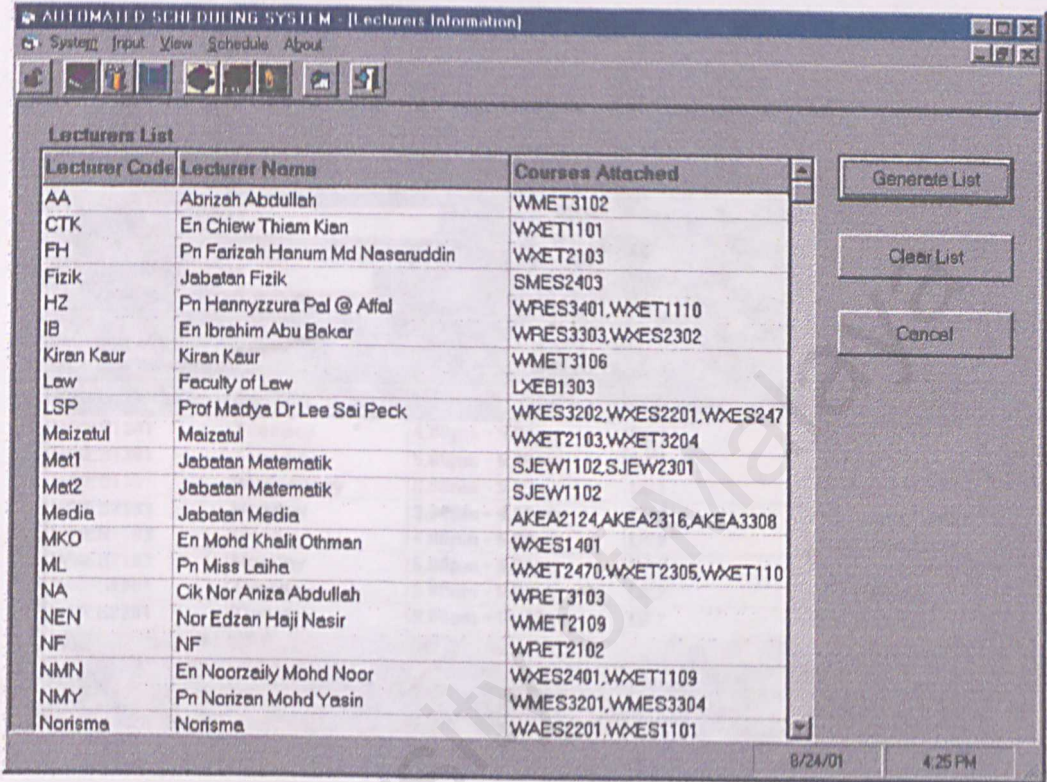 AUTOMATED SCHEDULING SYSTEM - [Lecturers Information]
System Input View Schedule About
Lecturers List
Lecturer Code Lecturer Name Courses Attached
AA Abrizah Abdullah WMET3102
CTK En Chiew Thiam Kian WXET1101
FH Pn Farizah Hanum Md Nasaruddin WXET2103
Fizik Jabatan Fizik SMES2403
HZ Pn Hannyzzura Pal @ Affal WRES3401,WXET1110
IB En Ibrahim Abu Bakar WRES3303,WXES2302
Kiran Kaur Kiran Kaur WMET3106
Law Faculty of Law LXEB1303
LSP Prof Madya Dr Lee Sai Peck WKES3202,WXES2201,WXES247
Maizatul Maizatul WXET2103,WXET3204
Mat1 Jabatan Matematik SJEW1102,SJEW2301
Mat2 Jabatan Matematik SJEW1102
Media Jabatan Media AKEA2124,AKEA2316,AKEA3308
MKO En Mohd Khalit Othman WXES1401
ML Pn Miss Laiha WXET2470,WXET2305,WXET110
NA Cik Nor Aniza Abdullah WRET3103
NEN Nor Edzan Haji Nasir WMET2109
NF NF WRET2102
NMN En Noorzaily Mohd Noor WXES2401,WXET1109
NMY Pn Norizan Mohd Yasin WMES3201,WMES3304
Norisma Norisma WAES2201,WXES1101
Generate List
Clear List
Cancel
8/24/01 4:25 PM